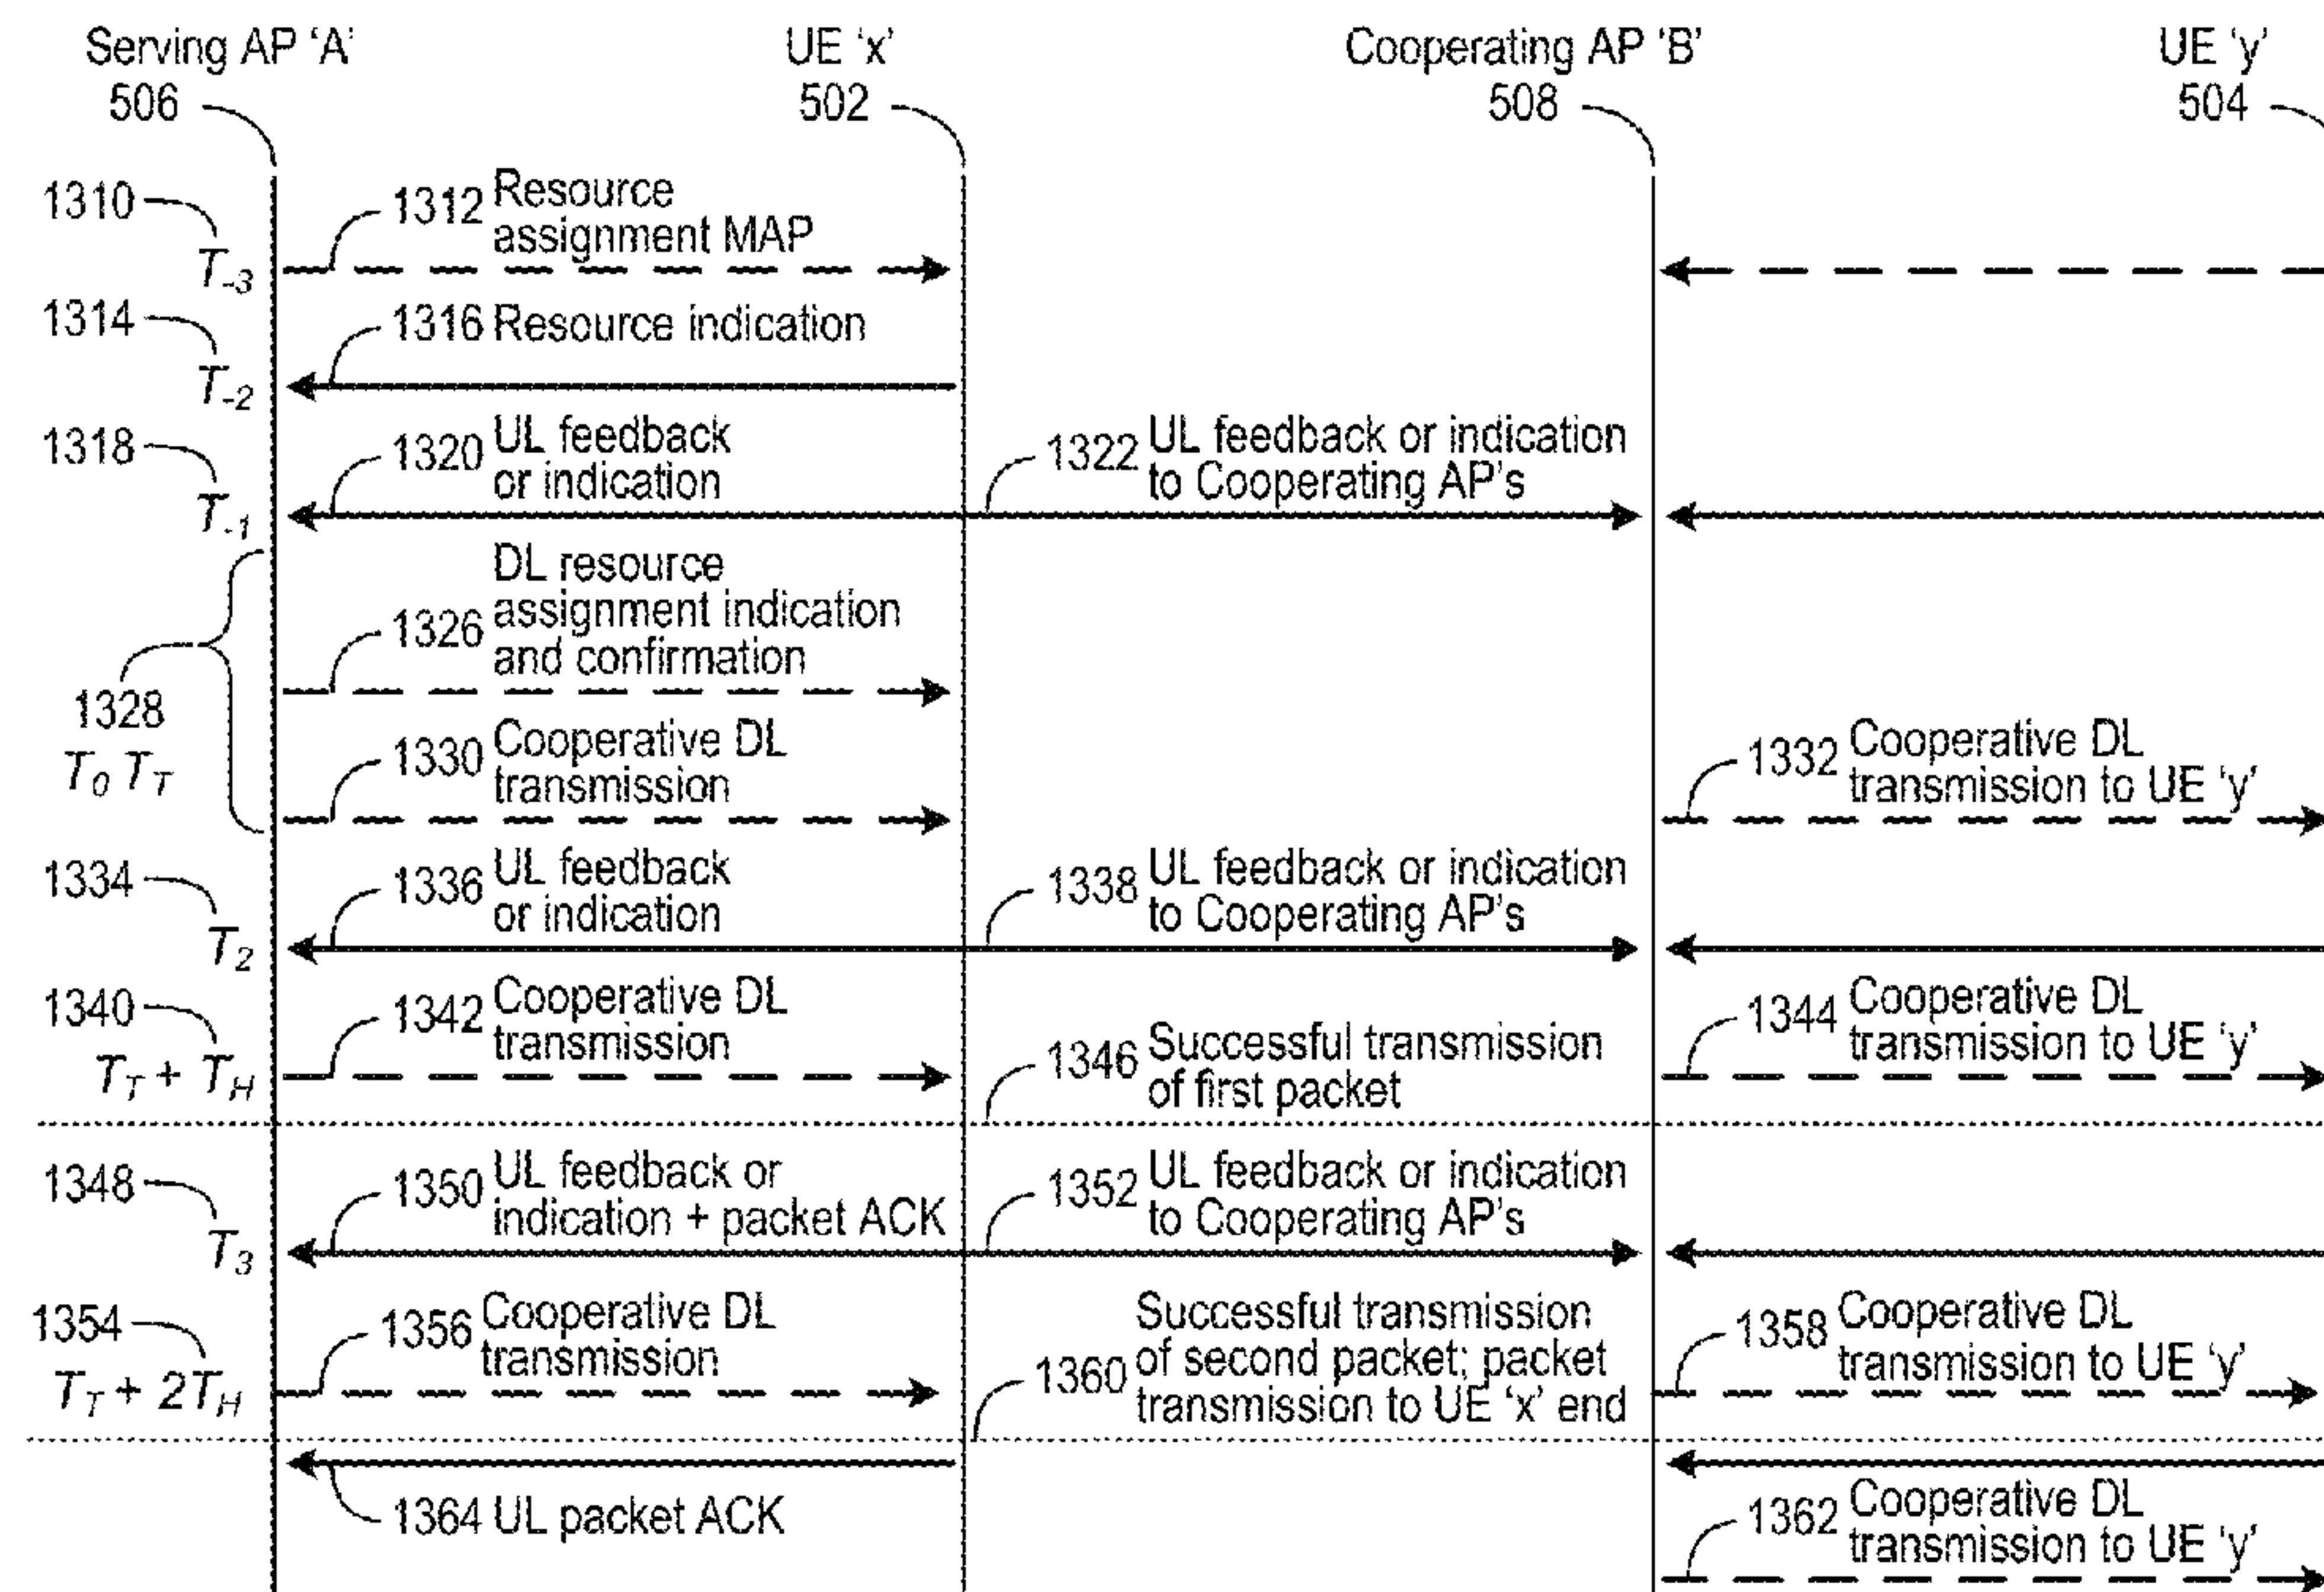 Serving AP ‘A’
506
UE ‘x’
502
Cooperating AP ‘B’
508
UE ‘y’
504
1310
T-3
1312 Resource
assignment MAP
1314
T-2
1316 Resource indication
1318
T-1
1320 UL feedback
or indication
1322 UL feedback or indication
to Cooperating AP's
DL resource
1326 assignment indication
and confirmation
1328
T0 TT
1330 Cooperative DL
transmission
1332 Cooperative DL
transmission to UE ‘y’
1334
T2
1336 UL feedback
or indication
1338 UL feedback or indication
to Cooperating AP's
1340
TT + TH
1342 Cooperative DL
transmission
1344 Cooperative DL
transmission to UE ‘y’
1346 Successful transmission
of first packet
1348
T3
1350 UL feedback or
indication + packet ACK
1352 UL feedback or indication
to Cooperating AP's
1354
TT + 2TH
1356 Cooperative DL
transmission
Successful transmission
1360 of second packet; packet
transmission to UE ‘x’ end
1358 Cooperative DL
transmission to UE ‘y’
1364 UL packet ACK
1362 Cooperative DL
transmission to UE ‘y’